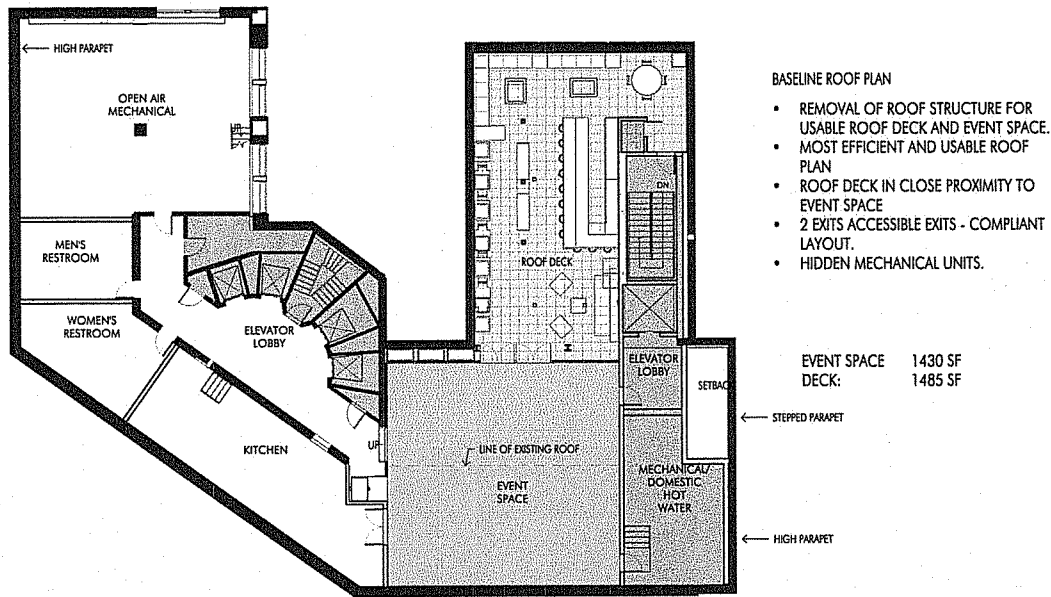 HIGH PARAPET
OPEN AIR
MECHANICAL
UP
MEN'S
RESTROOM
WOMEN'S
RESTROOM
ELEVATOR
LOBBY
KITCHEN
UP
DN
ROOF DECK
ELEVATOR
LOBBY
SETBACK
LINE OF EXISTING ROOF
EVENT
SPACE
MECHANICAL/
DOMESTIC
HOT
WATER
STEPPED PARAPET
HIGH PARAPET
BASELINE ROOF PLAN
• REMOVAL OF ROOF STRUCTURE FOR
USABLE ROOF DECK AND EVENT SPACE.
• MOST EFFICIENT AND USABLE ROOF
PLAN
• ROOF DECK IN CLOSE PROXIMITY TO
EVENT SPACE
• 2 EXITS ACCESSIBLE EXITS - COMPLIANT
LAYOUT.
• HIDDEN MECHANICAL UNITS.
EVENT SPACE 1430 SF
DECK: 1485 SF